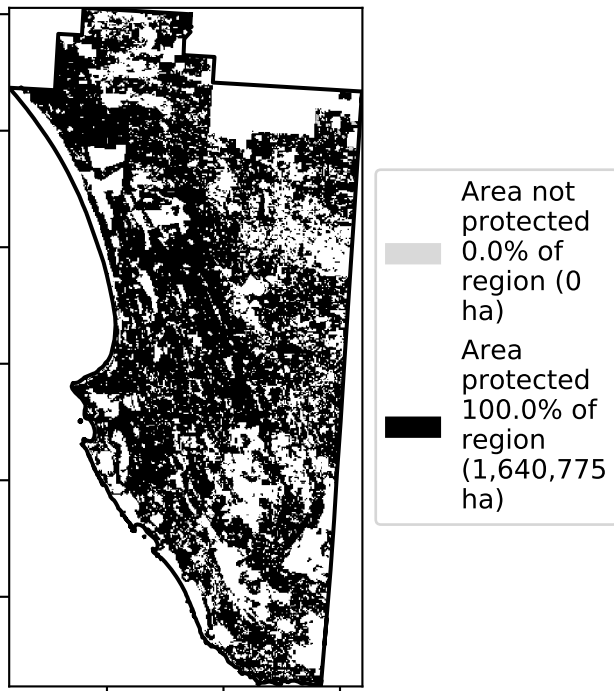 Area not
protected
0.0% of
region (0
ha)
Area
protected
100.0% of
region
(1,640,775
ha)